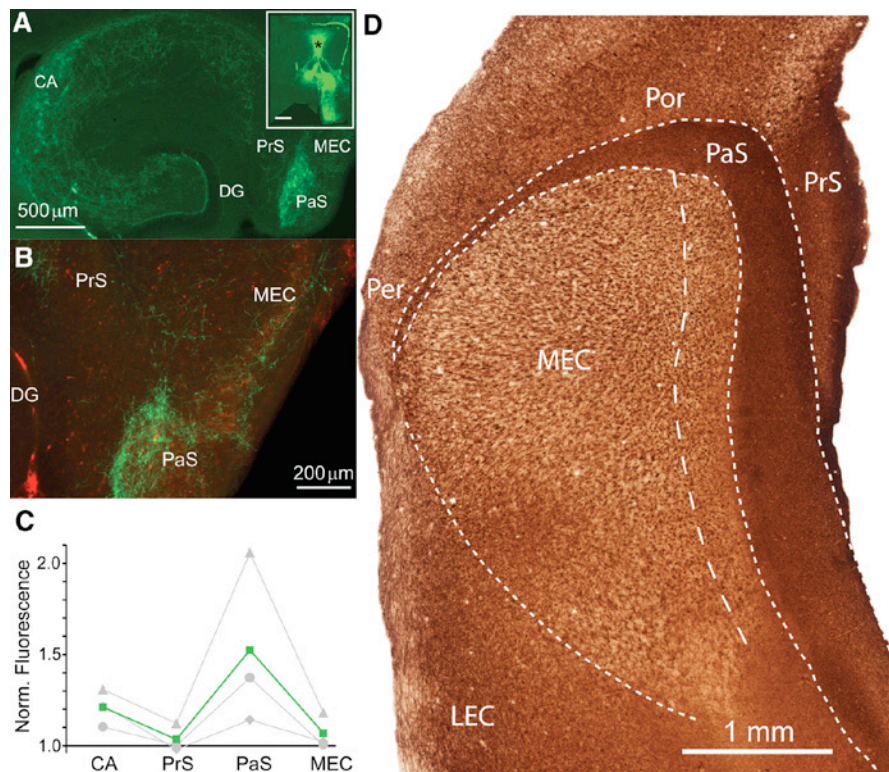 A
CA
PrS
MEC
DG
PaS
500 µm
*
B
PrS
MEC
DG
PaS
200 µm
C
Norm. Fluorescence
2.0
1.5
1.0
CA PrS PaS MEC
D
Por
PaS
PrS
Per
MEC
LEC
1 mm